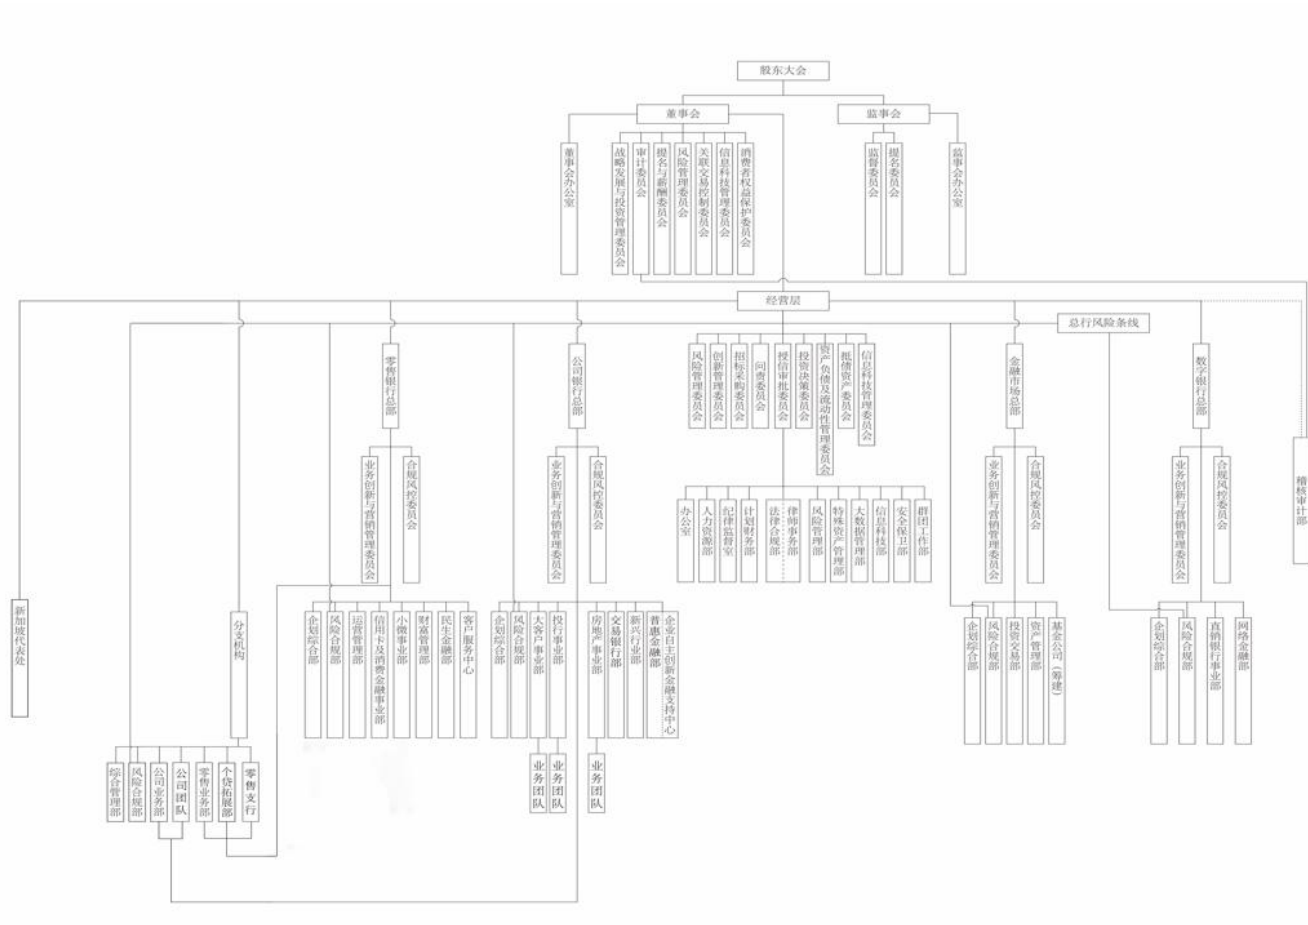 股东大会
董事会
监事会
董事会办公室
战略发展与投资管理委员会
审计委员会
提名与薪酬委员会
风险管理委员会
关联交易控制委员会
信息科技管理委员会
消费者权益保护委员会
监督委员会
提名委员会
监事会办公室
经营层
总行风险条线
零售银行总部
公司银行总部
风险管理委员会
创新管理委员会
招标采购委员会
问责委员会
授信审批委员会
投资决策委员会
资产负债及流动性管理委员会
抵债资产委员会
信息科技管理委员会
金融市场总部
数字银行总部
稽核审计部
业务创新与营销管理委员会
合规风控委员会
业务创新与营销管理委员会
合规风控委员会
业务创新与营销管理委员会
合规风控委员会
业务创新与营销管理委员会
合规风控委员会
办公室
人力资源部
纪律监督室
计划财务部
法律合规部
律师事务部
风险管理部
特殊资产管理部
大数据管理部
信息科技部
安全保卫部
群团工作部
新加坡代表处
分支机构
企划综合部
风险合规部
运营管理部
信用卡及消费金融事业部
小微事业部
财富管理部
民生金融部
客户服务中心
企划综合部
风险合规部
大客户事业部
投行事业部
房地产事业部
交易银行部
新兴行业部
普惠金融部
企业自主创新金融支持中心
企划综合部
风险合规部
投资交易部
资产管理部
基金公司（筹建）
企划综合部
风险合规部
直销银行事业部
网络金融部
综合管理部
风险合规部
公司业务部
公司团队
零售业务部
个贷拓展部
零售支行
业务团队
业务团队
业务团队